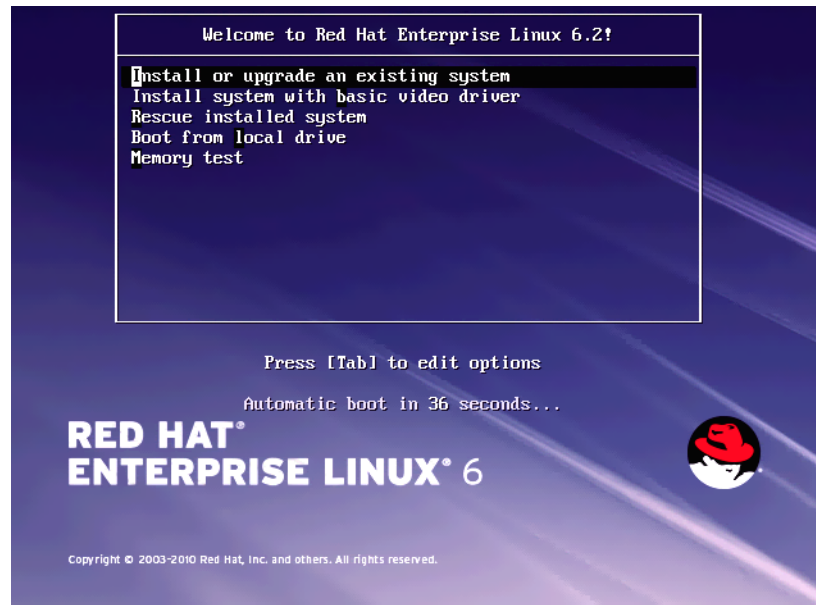 Welcome to Red Hat Enterprise Linux 6.2!
Install or upgrade an existing system
Install system with basic video driver
Rescue installed system
Boot from local drive
Memory test
Press [Tab] to edit options
Automatic boot in 36 seconds...
RED HAT®
ENTERPRISE LINUX® 6
Copyright © 2003-2010 Red Hat, Inc. and others. All rights reserved.